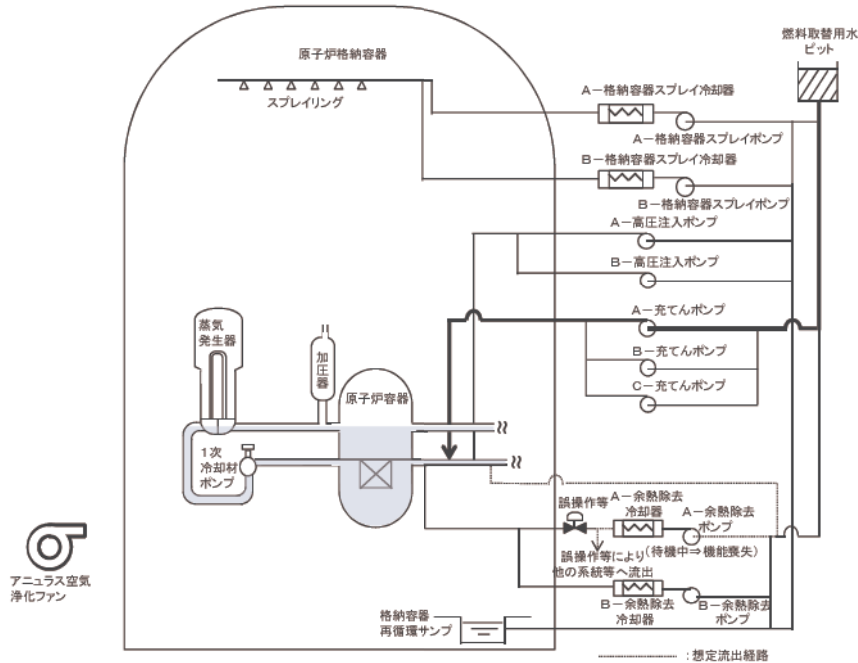 燃料取替用水
ピット
原子炉格納容器
スプレイリング
A-格納容器スプレイ冷却器
A-格納容器スプレイポンプ
B-格納容器スプレイ冷却器
B-格納容器スプレイポンプ
A-高圧注入ポンプ
B-高圧注入ポンプ
A-充てんポンプ
B-充てんポンプ
C-充てんポンプ
蒸気
発生器
加圧器
原子炉容器
1次
冷却材
ポンプ
誤操作等
A-余熱除去
冷却器
A-余熱除去
ポンプ
(待機中⇒機能喪失)
誤操作等により
他の系統等へ流出
B-余熱除去
冷却器
B-余熱除去
ポンプ
アニュラス空気
浄化ファン
格納容器
再循環サンプ
:想定流出経路